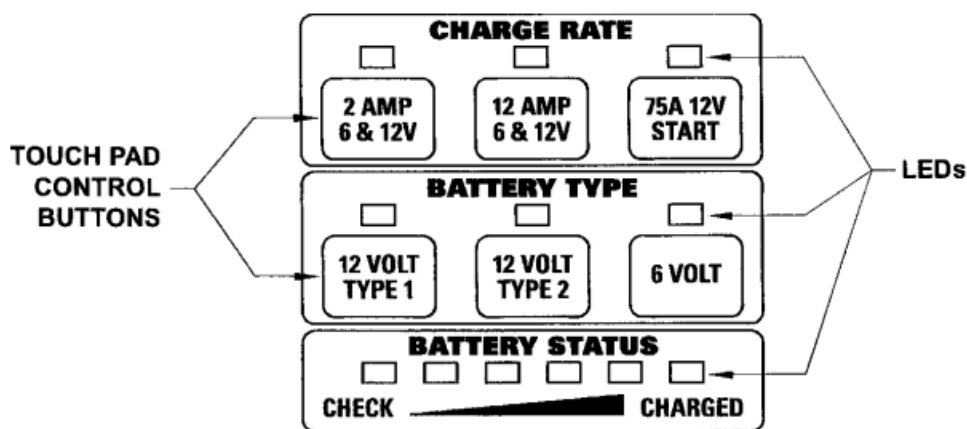 CHARGE RATE
2 AMP
6 & 12V
12 AMP
6 & 12V
75A 12V
START
TOUCH PAD
CONTROL
BUTTONS
LEDs
BATTERY TYPE
12 VOLT
TYPE 1
12 VOLT
TYPE 2
6 VOLT
BATTERY STATUS
CHECK
CHARGED